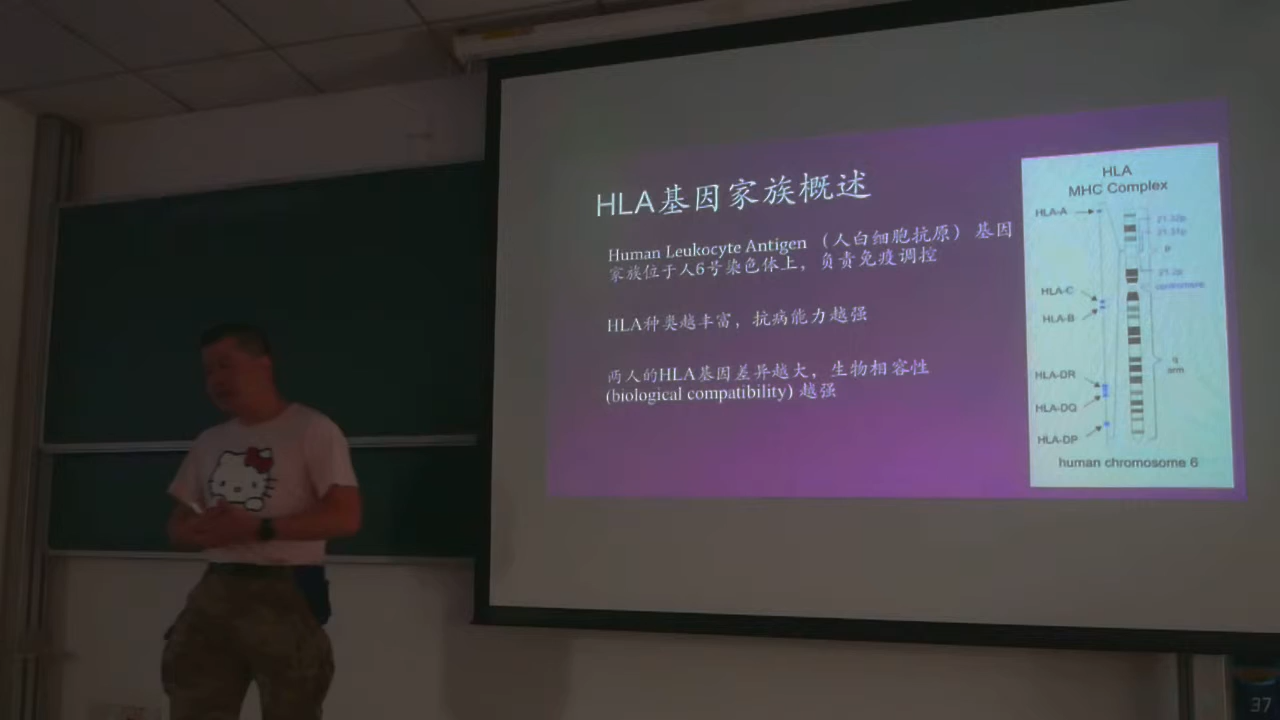 HLA基因家族概述
Human Leukocyte Antigen （人白细胞抗原） 基因
家族位于人6号染色体上，负责免疫调控
HLA种类越丰富，抗病能力越强
两人的HLA基因差异越大，生物相容性
(biological compatibility) 越强
HLA
MHC Complex
HLA-A
HLA-C
HLA-B
HLA-DR
HLA-DQ
HLA-DP
p
q
arm
human chromosome 6
37